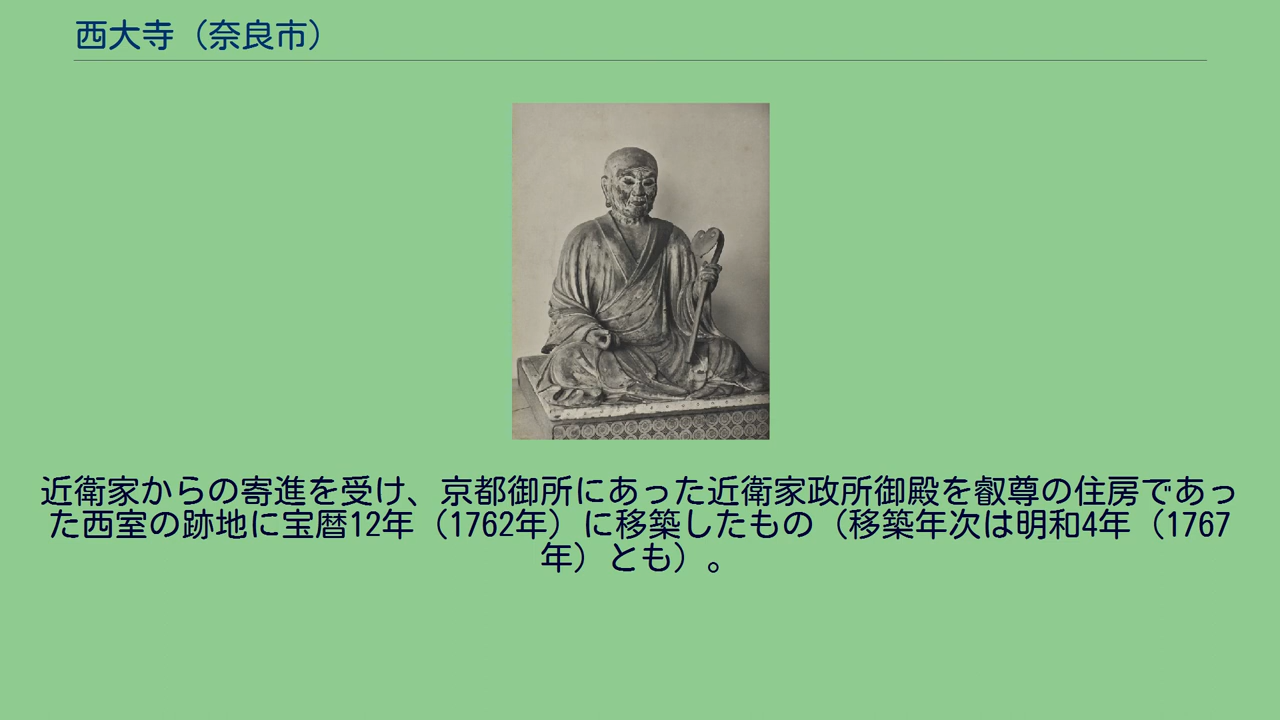 西大寺（奈良市）
近衛家からの寄進を受け、京都御所にあった近衛家政所御殿を叡尊の住房であっ
た西室の跡地に宝暦12年（1762年）に移築したもの（移築年次は明和4年（1767
年）とも）。